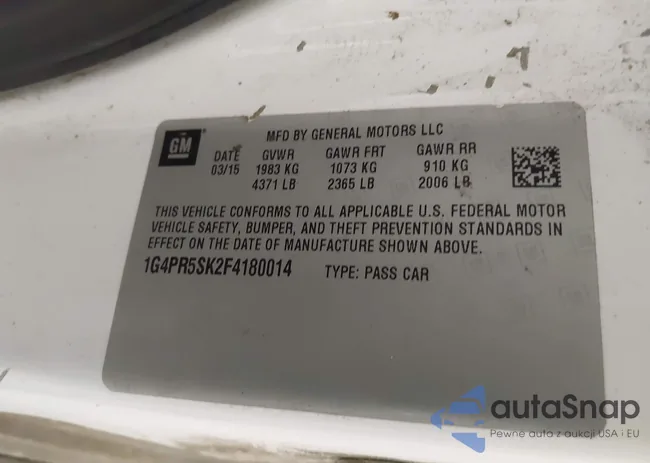 GM
MFD BY GENERAL MOTORS LLC
DATE GVWR GAWR FRT GAWR RR
03/15 1983 KG 1073 KG 910 KG
4371 LB 2365 LB 2006 LB
THIS VEHICLE CONFORMS TO ALL APPLICABLE U.S. FEDERAL MOTOR
VEHICLE SAFETY, BUMPER, AND THEFT PREVENTION STANDARDS IN
EFFECT ON THE DATE OF MANUFACTURE SHOWN ABOVE.
1G4PR5SK2F4180014 TYPE: PASS CAR
autaSnap
Pewne auto z aukcji USA i EU